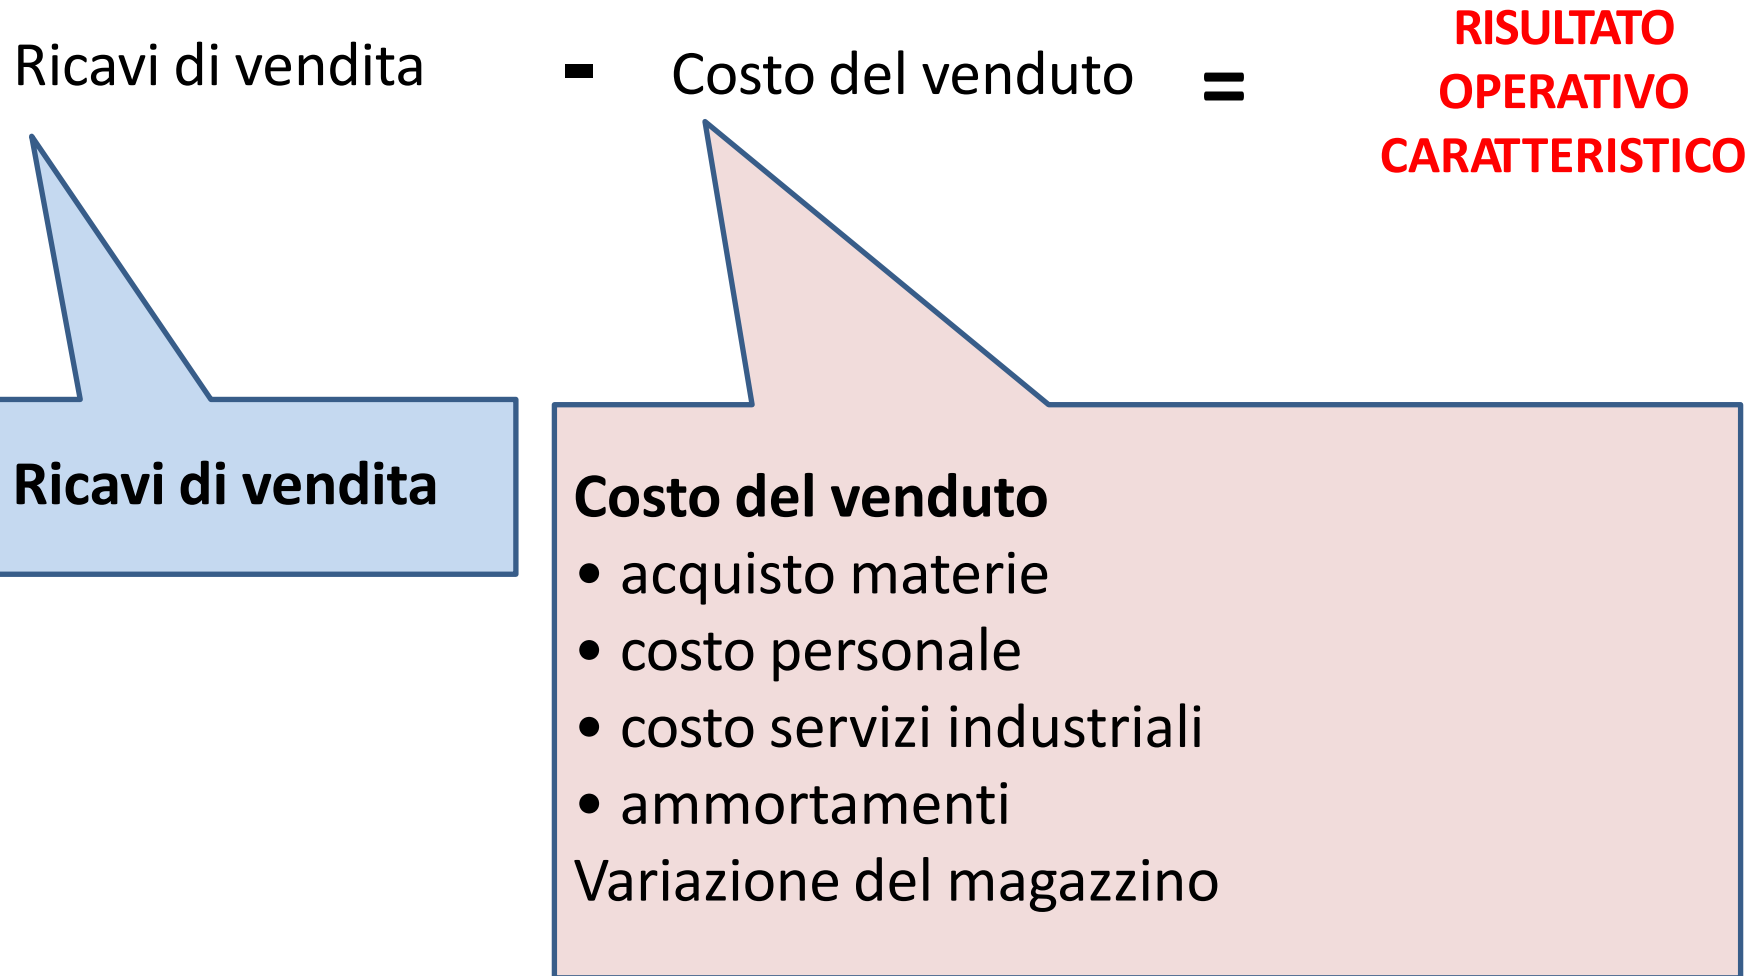 Ricavi di vendita - Costo del venduto =
RISULTATO
OPERATIVO
CARATTERISTICO
Ricavi di vendita
Costo del venduto
• acquisto materie
• costo personale
• costo servizi industriali
• ammortamenti
Variazione del magazzino